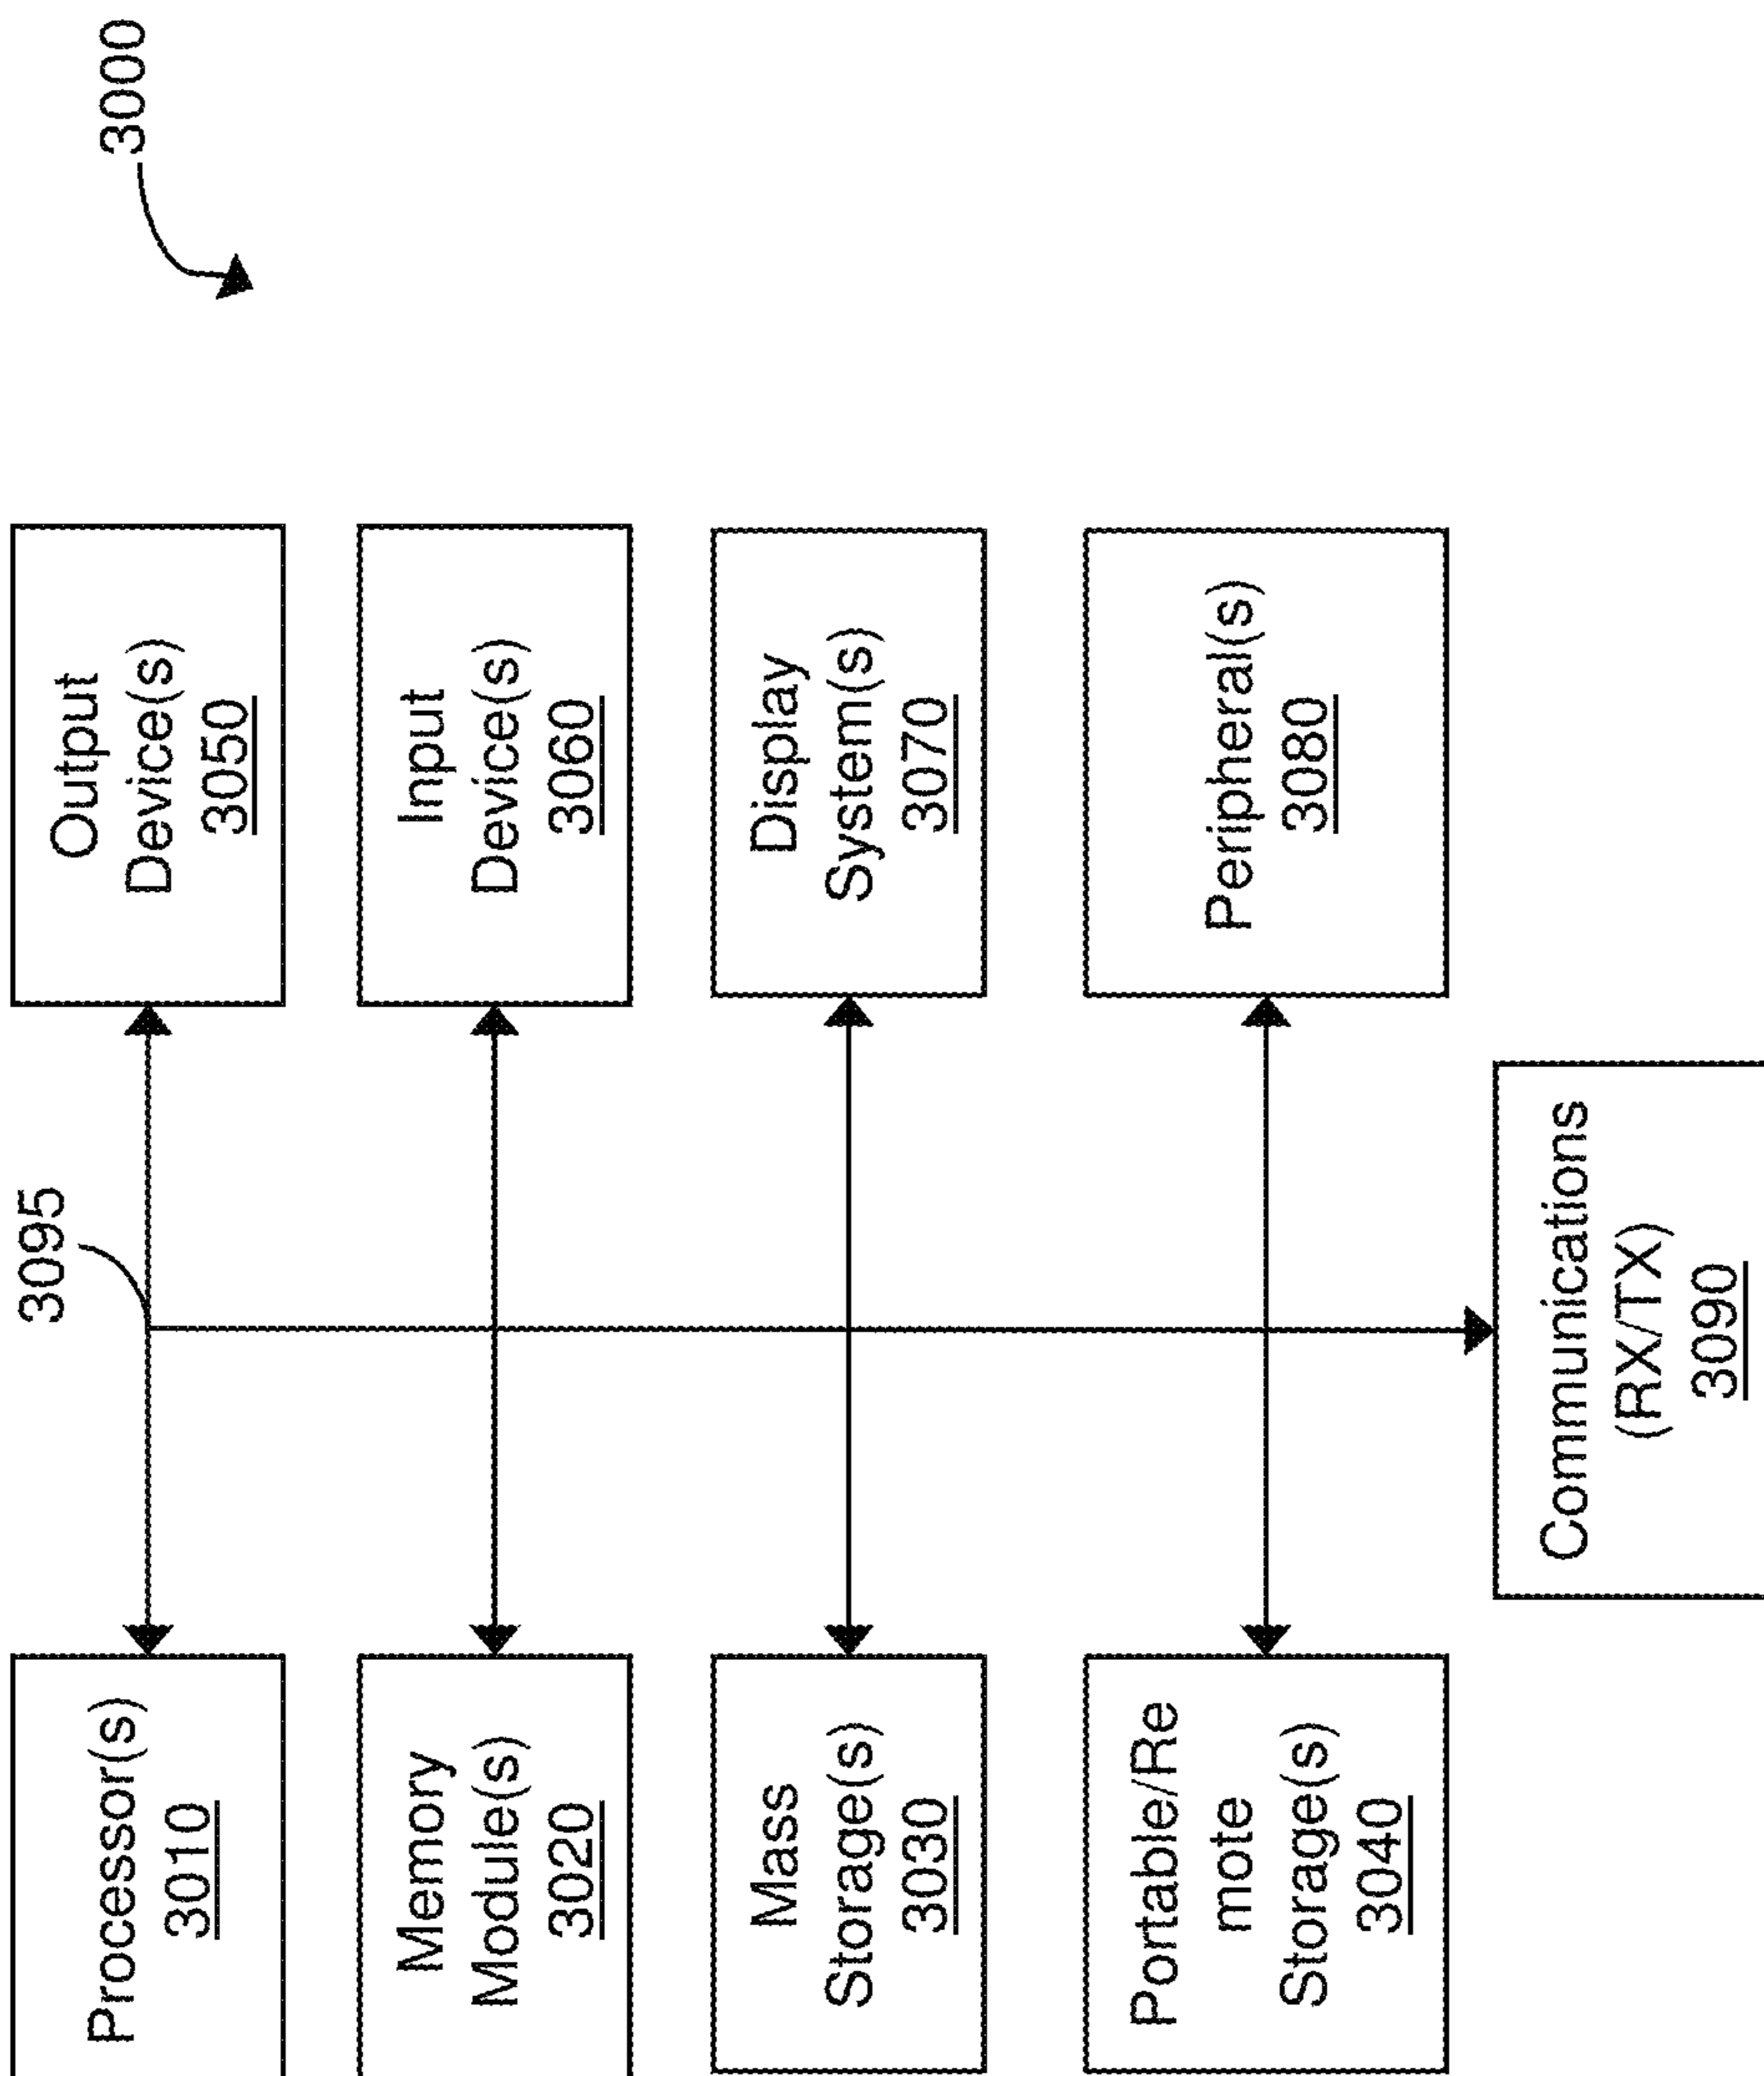 3000
3095
Processor(s)
3010
Output
Device(s)
3050
Memory
Module(s)
3020
Input
Device(s)
3060
Mass
Storage(s)
3030
Display
System(s)
3070
Portable/Re
mote
Storage(s)
3040
Peripheral(s)
3080
Communications
(RX/TX)
3090